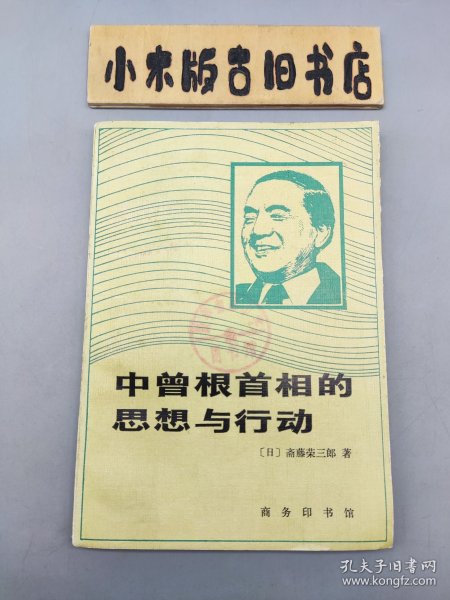 小木版古旧书店
中曾根首相的
思想与行动
〔日〕斋藤荣三郎 著
商务印书馆
孔夫子旧书网
www.kongfz.com